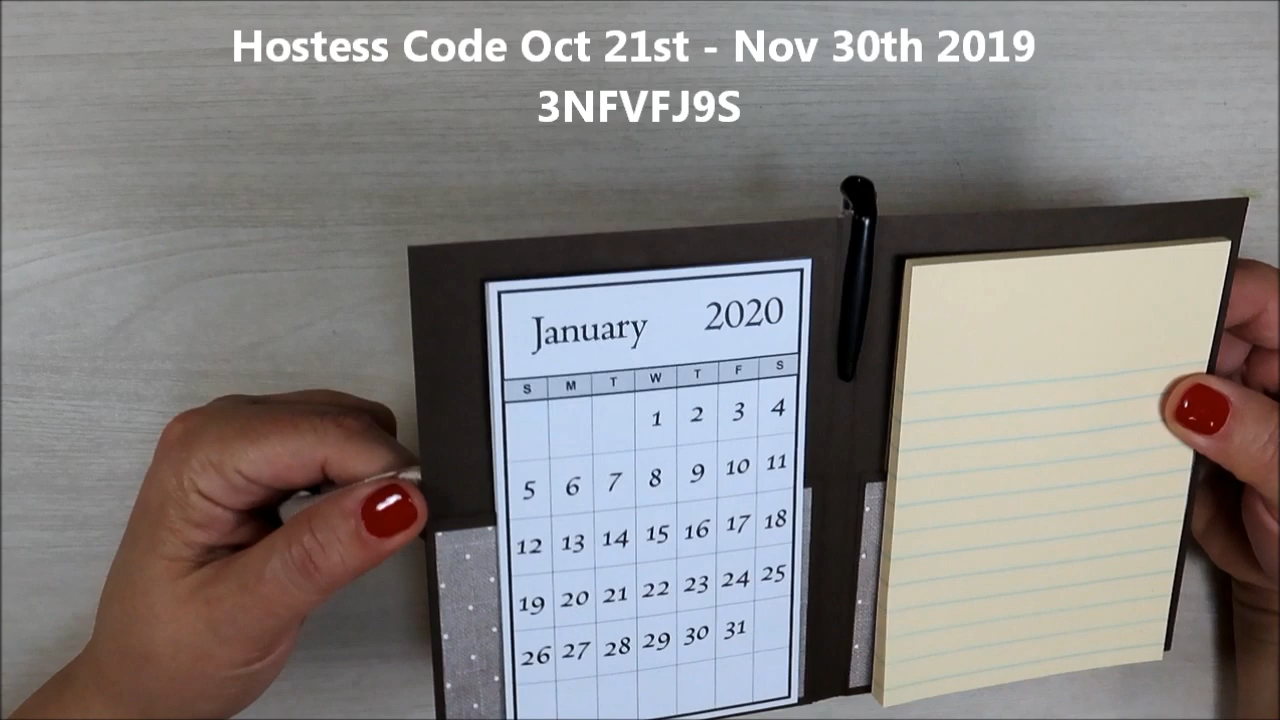 Hostess Code Oct 21st - Nov 30th 2019
3NFVFJ9S
January 2020
S M T W T F S
1 2 3 4
5 6 7 8 9 10 11
12 13 14 15 16 17 18
19 20 21 22 23 24 25
26 27 28 29 30 31